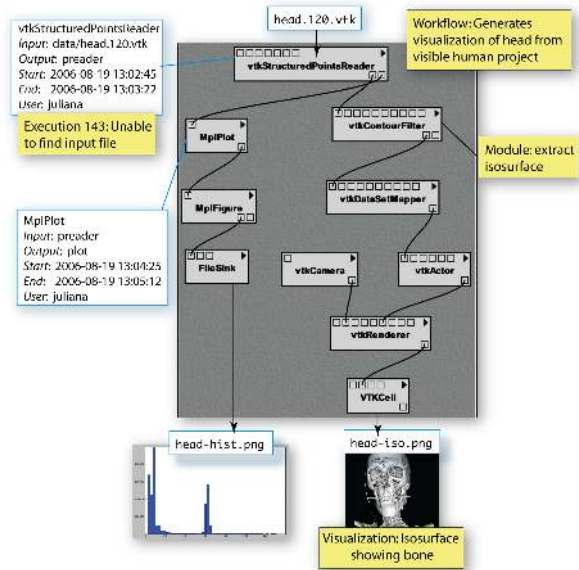 head.120.vtk
vtkStructuredPointsReader
Input: data/head.120.vtk
Output: preader
Start: 2006-08-19 13:02:45
End: 2006-08-19 13:03:22
User: juliana
Execution 143: Unable
to find input file
Workflow: Generates
visualization of head from
visible human project
vtkStructuredPointsReader
MplPlot
vtkContourFilter
Module: extract
isosurface
MplFigure
vtkDataSetMapper
MplPlot
Input: preader
Output: plot
Start: 2006-08-19 13:04:25
End: 2006-08-19 13:05:12
User: juliana
FileSink
vtkCamera
vtkActor
vtkRenderer
VTKCell
head-hist.png
head-iso.png
Visualization: Isosurface
showing bone